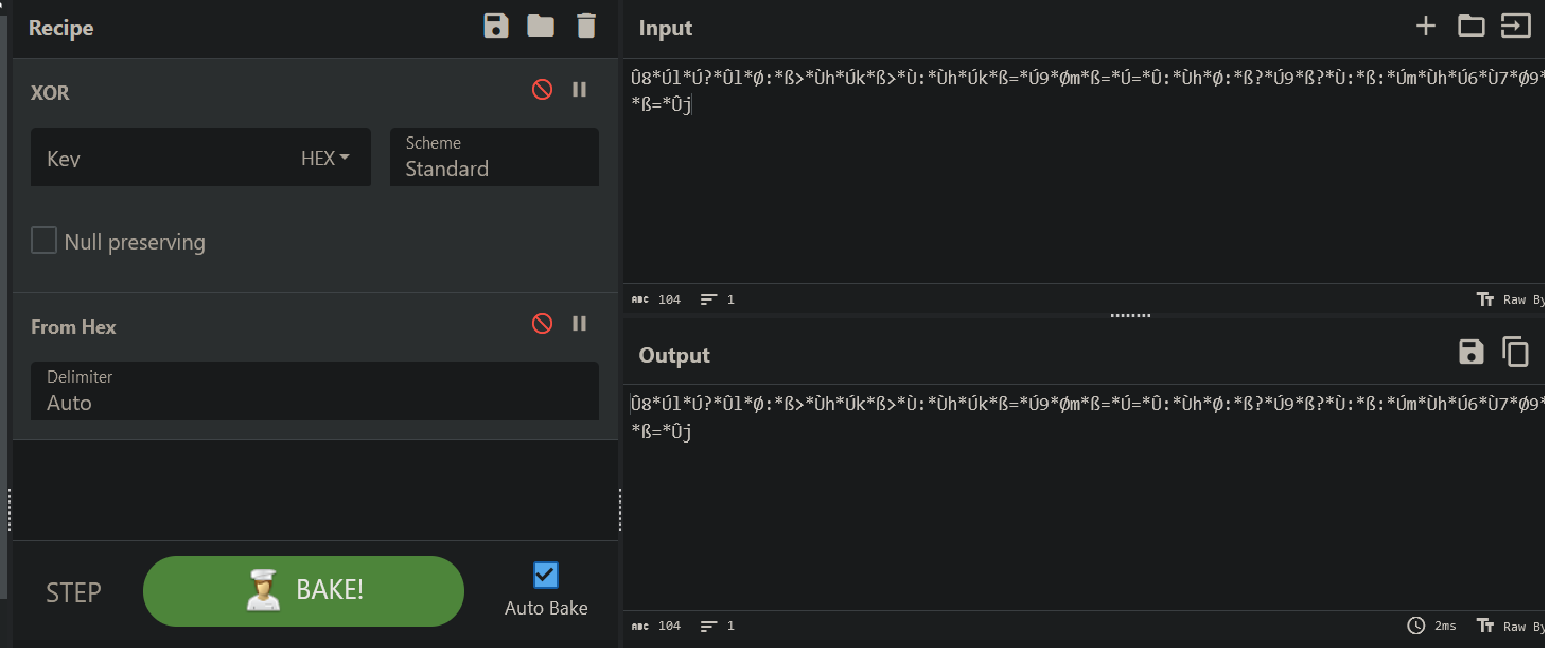 Recipe
XOR
Key
HEX
Scheme
Standard
Null preserving
From Hex
Delimiter
Auto
STEP
BAKE!
Auto Bake
Input
Û8*Úl*Ú?*Ûl*Ø:*ß>*Ùh*Úk*ß>*Ù:*Ùh*Úk*ß=*Ú9*Øm*ß=*Ú=*Û:*Ùh*Ø:*ß?*Ú9*ß?*Ù:*ß:*Úm*Ùh*Ú6*Ù7*Ø9*
*ß=*Ûj
ABC 104
1
Raw By
Output
Û8*Úl*Ú?*Ûl*Ø:*ß>*Ùh*Úk*ß>*Ù:*Ùh*Úk*ß=*Ú9*Øm*ß=*Ú=*Û:*Ùh*Ø:*ß?*Ú9*ß?*Ù:*ß:*Úm*Ùh*Ú6*Ù7*Ø9*
*ß=*Ûj
ABC 104
1
2ms
Raw By